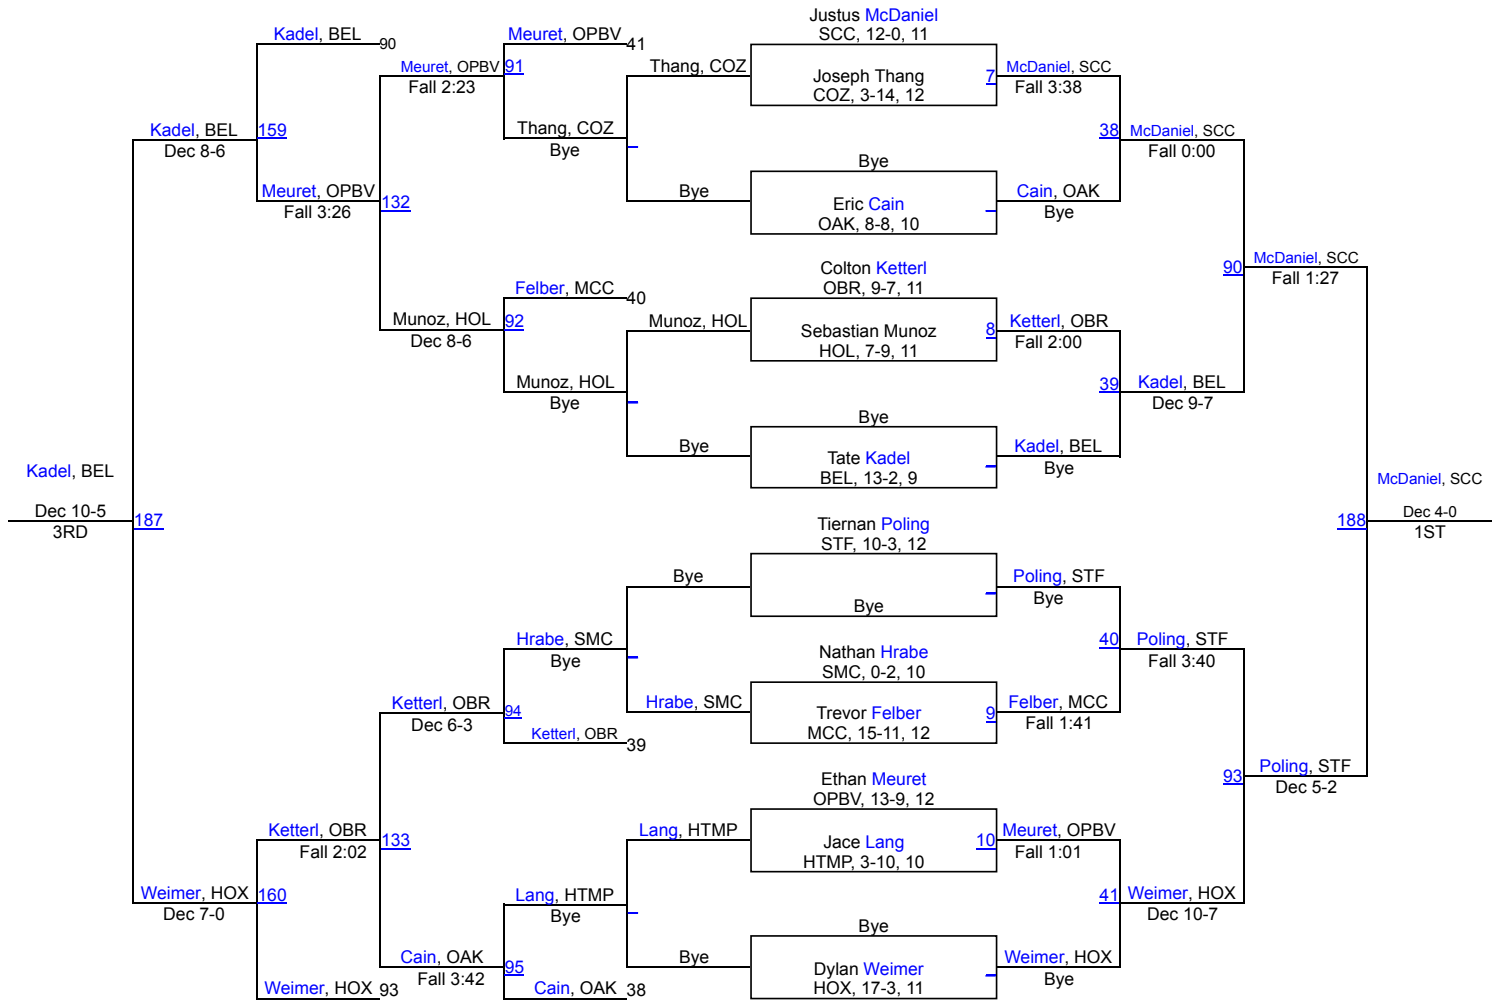 Justus McDaniel
SCC, 12-0, 11
Joseph Thang
COZ, 3-14, 12
7
Bye
Eric Cain
OAK, 8-8, 10
Colton Ketterl
OBR, 9-7, 11
Sebastian Munoz
HOL, 7-9, 11
8
Bye
Tate Kadel
BEL, 13-2, 9
Tiernan Poling
STF, 10-3, 12
Bye
Nathan Hrabe
SMC, 0-2, 10
Trevor Felber
MCC, 15-11, 12
9
Ethan Meuret
OPBV, 13-9, 12
Jace Lang
HTMP, 3-10, 10
10
Bye
Dylan Weimer
HOX, 17-3, 11
McDaniel, SCC
Fall 3:38
Cain, OAK
Bye
Ketterl, OBR
Fall 2:00
Kadel, BEL
Bye
Poling, STF
Bye
Felber, MCC
Fall 1:41
Meuret, OPBV
Fall 1:01
Weimer, HOX
Bye
38
McDaniel, SCC
Fall 0:00
39
Kadel, BEL
Dec 9-7
40
Poling, STF
Fall 3:40
41
Weimer, HOX
Dec 10-7
90
McDaniel, SCC
Fall 1:27
93
Poling, STF
Dec 5-2
McDaniel, SCC
188
Dec 4-0
1ST
Thang, COZ
Bye
Munoz, HOL
Bye
Bye
Hrabe, SMC
Lang, HTMP
Bye
Meuret, OPBV
41
Thang, COZ
Bye
Felber, MCC
40
Munoz, HOL
Bye
Hrabe, SMC
Bye
Ketterl, OBR
39
Lang, HTMP
Bye
Cain, OAK
38
Meuret, OPBV
91
Fall 2:23
Munoz, HOL
92
Dec 8-6
Ketterl, OBR
94
Dec 6-3
Cain, OAK
95
Fall 3:42
Kadel, BEL
90
Meuret, OPBV
132
Fall 3:26
Ketterl, OBR
133
Fall 2:02
Weimer, HOX
93
Kadel, BEL
159
Dec 8-6
Weimer, HOX
160
Dec 7-0
Kadel, BEL
Dec 10-5
187
3RD